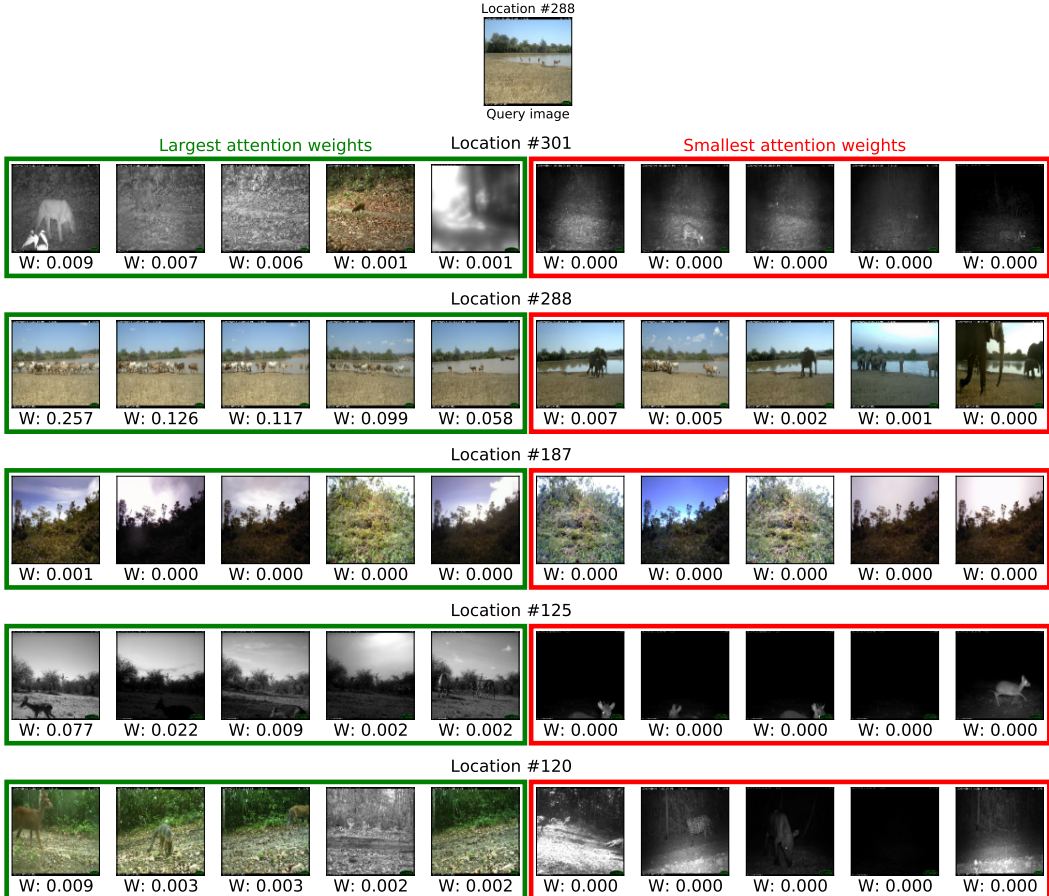 Location #288
Query image
Location #301
Largest attention weights
Smallest attention weights
W: 0.009 W: 0.007 W: 0.006 W: 0.001 W: 0.001 W: 0.000 W: 0.000 W: 0.000 W: 0.000 W: 0.000
Location #288
W: 0.257 W: 0.126 W: 0.117 W: 0.099 W: 0.058 W: 0.007 W: 0.005 W: 0.002 W: 0.001 W: 0.000
Location #187
W: 0.001 W: 0.000 W: 0.000 W: 0.000 W: 0.000 W: 0.000 W: 0.000 W: 0.000 W: 0.000 W: 0.000
Location #125
W: 0.077 W: 0.022 W: 0.009 W: 0.002 W: 0.002 W: 0.000 W: 0.000 W: 0.000 W: 0.000 W: 0.000
Location #120
W: 0.009 W: 0.003 W: 0.003 W: 0.002 W: 0.002 W: 0.000 W: 0.000 W: 0.000 W: 0.000 W: 0.000